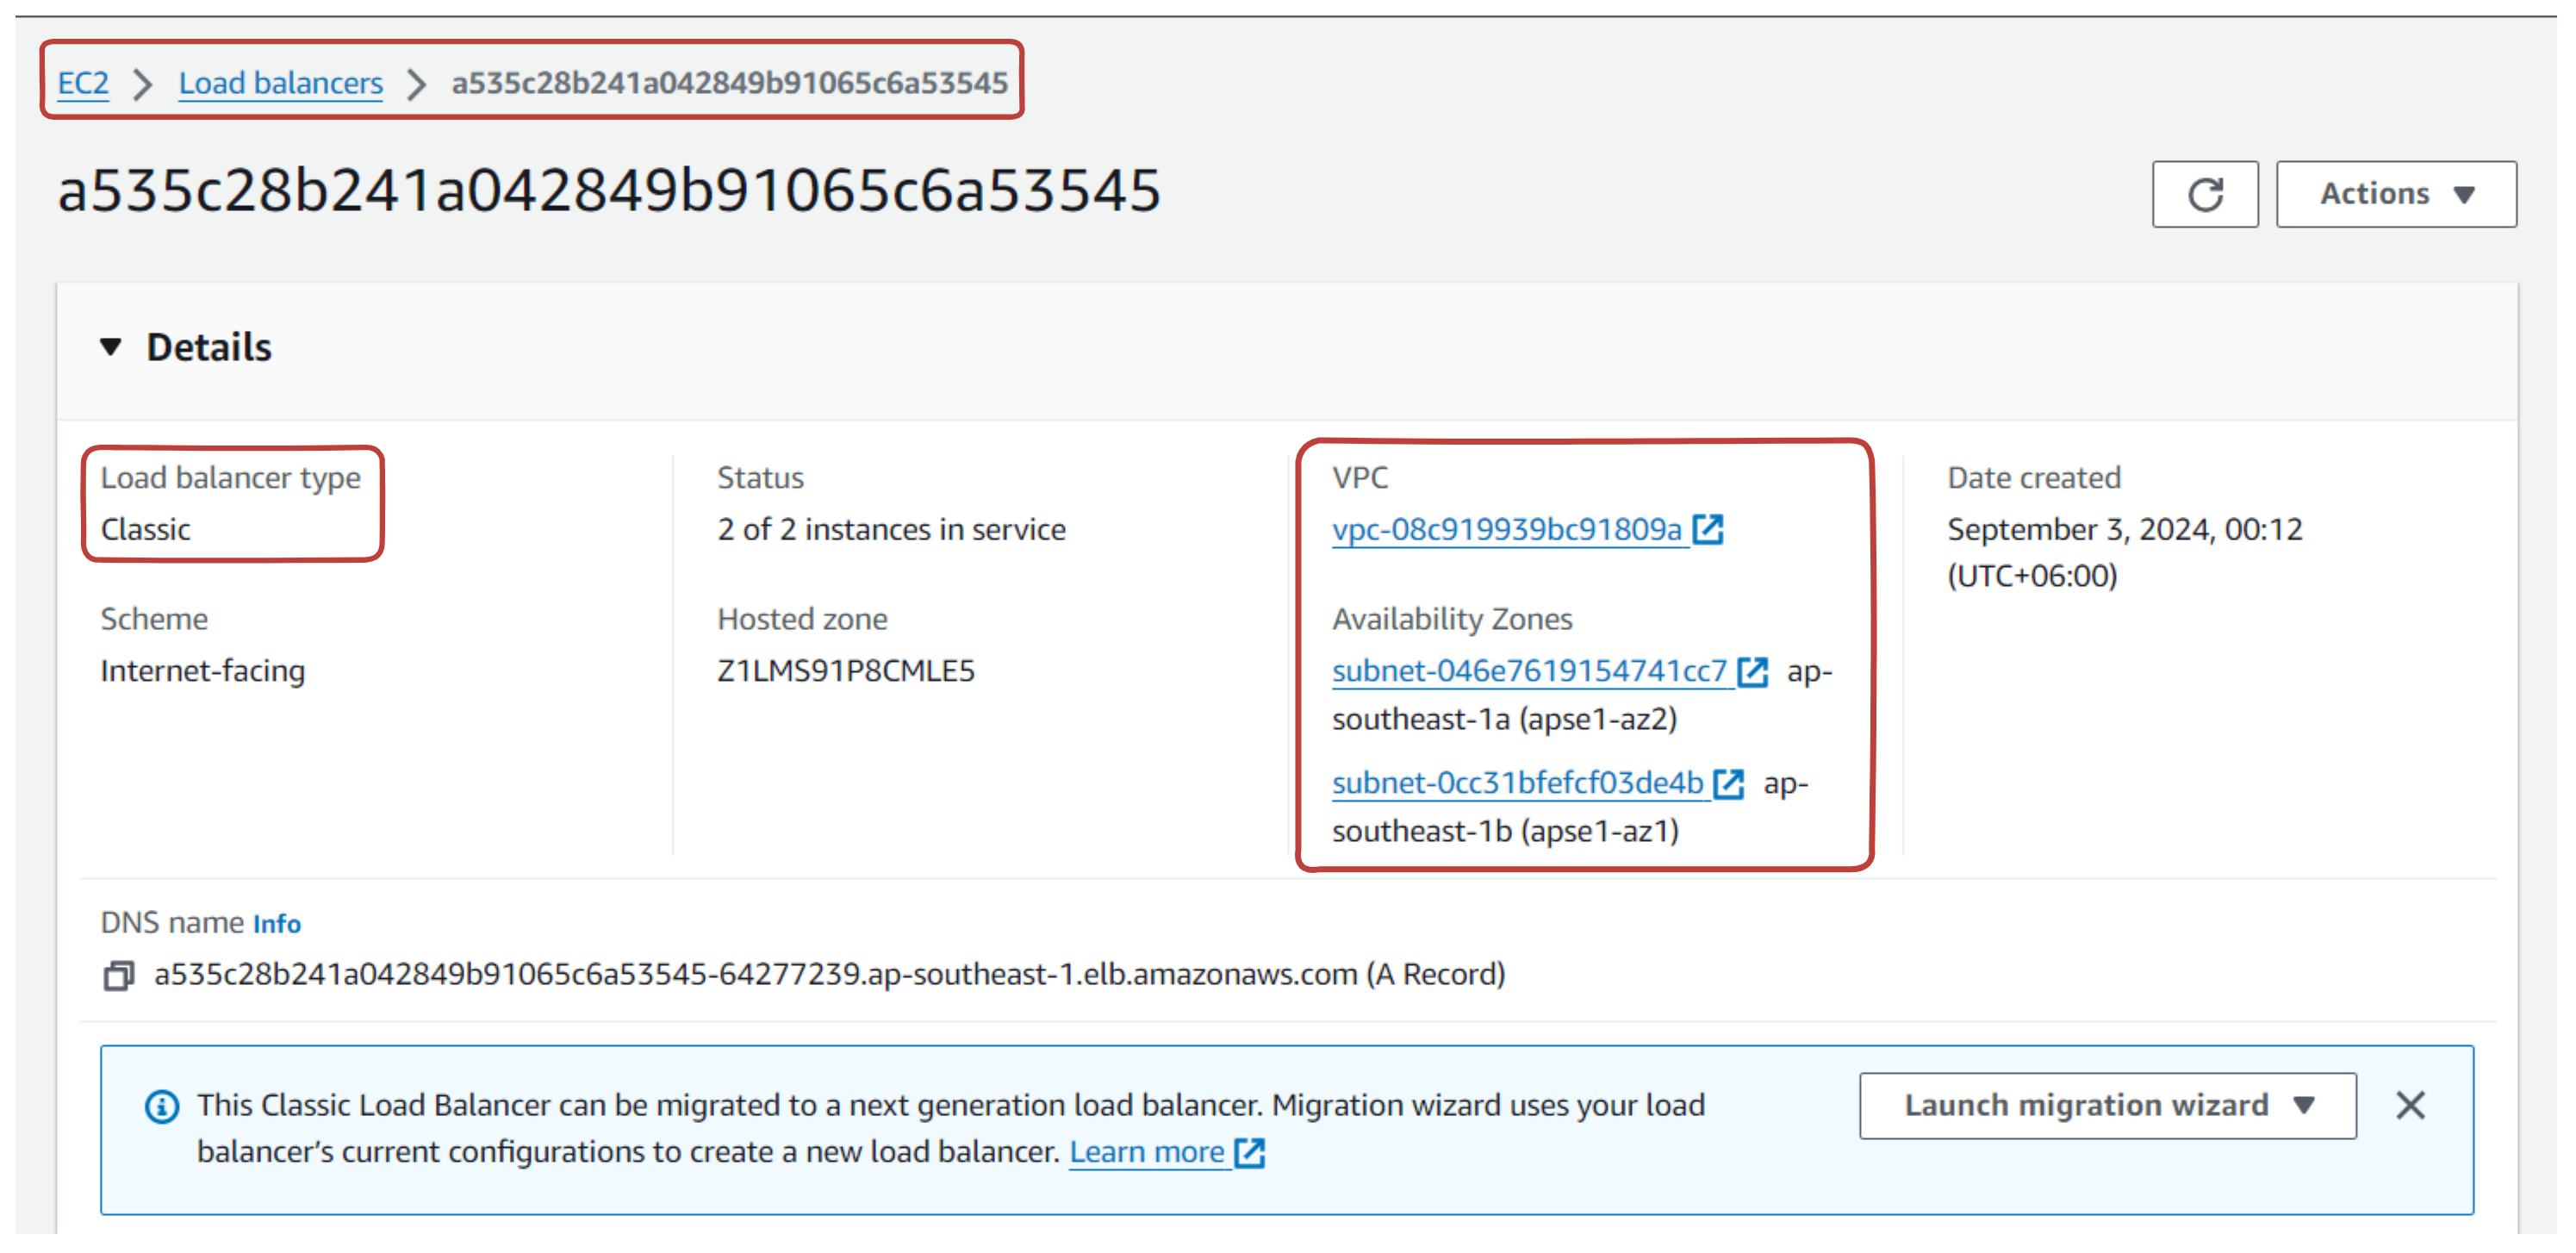 EC2 > Load balancers > a535c28b241a042849b91065c6a53545
a535c28b241a042849b91065c6a53545
Actions
Details
Load balancer type
Classic
Scheme
Internet-facing
Status
2 of 2 instances in service
Hosted zone
Z1LMS91P8CMLE5
VPC
vpc-08c919939bc91809a
Availability Zones
subnet-046e7619154741cc7 ap-
southeast-1a (apse1-az2)
subnet-0cc31bfefcf03de4b ap-
southeast-1b (apse1-az1)
Date created
September 3, 2024, 00:12
(UTC+06:00)
DNS name Info
a535c28b241a042849b91065c6a53545-64277239.ap-southeast-1.elb.amazonaws.com (A Record)
This Classic Load Balancer can be migrated to a next generation load balancer. Migration wizard uses your load
balancer’s current configurations to create a new load balancer. Learn more
Launch migration wizard